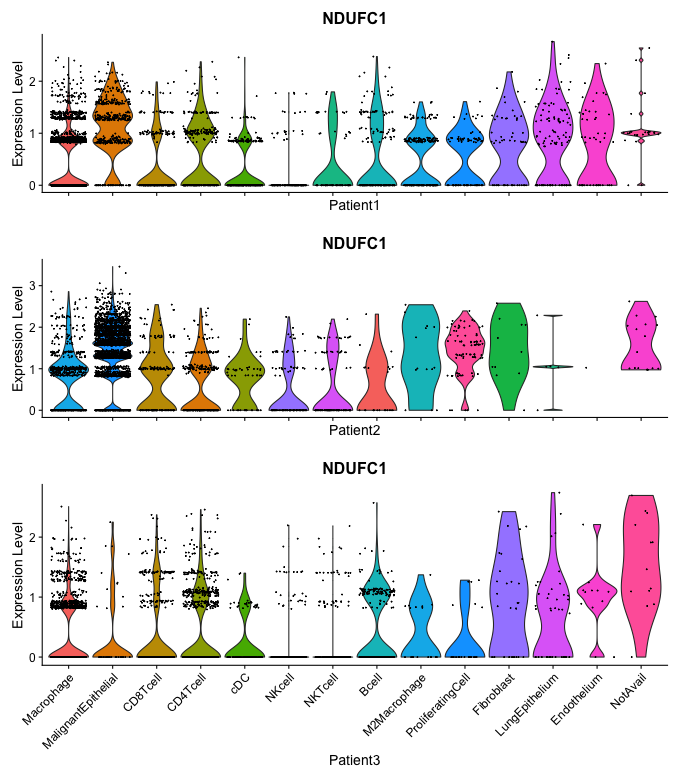 NDUFC1
Expression Level
2
1
0
Patient1
NDUFC1
Expression Level
3
2
1
0
Patient2
NDUFC1
Expression Level
2
1
0
Macrophage
MalignantEpithelial
CD8Tcell
CD4Tcell
cDC
NKcell
NKTcell
Bcell
M2Macrophage
ProliferatingCell
Fibroblast
LungEpithelium
Endothelium
NotAvail
Patient3